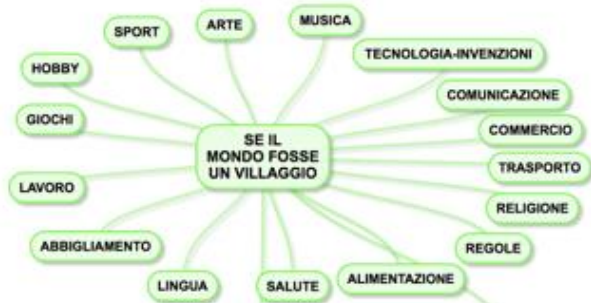 MUSICA
ARTE
SPORT
TECNOLOGIA-INVENZIONI
HOBBY
COMUNICAZIONE
GIOCHI
COMMERCIO
SE IL
MONDO FOSSE
UN VILLAGGIO
TRASPORTO
LAVORO
RELIGIONE
ABBIGLIAMENTO
REGOLE
LINGUA
SALUTE
ALIMENTAZIONE